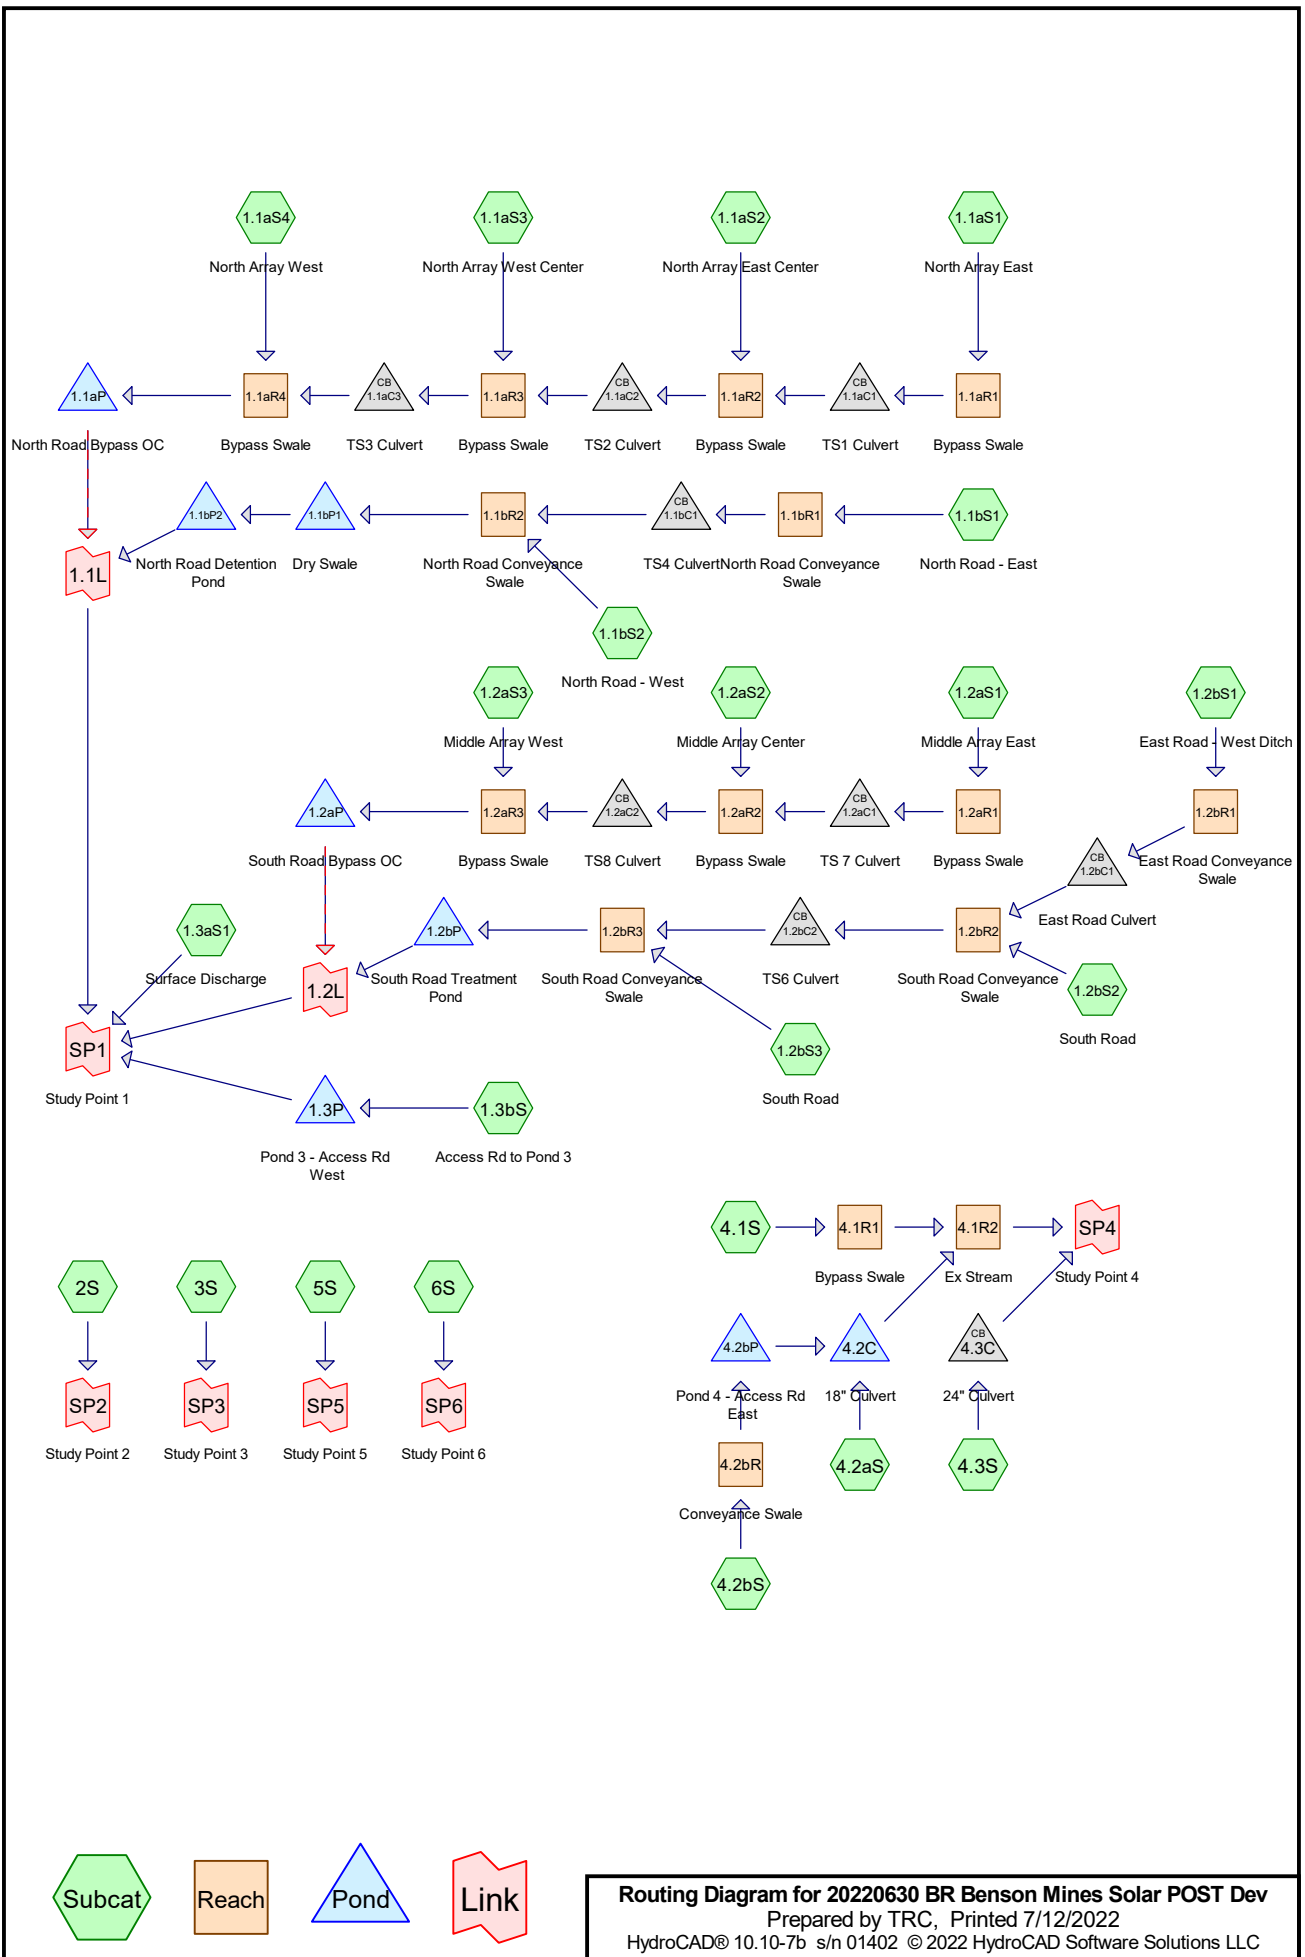 1.1aS4
1.1aS3
1.1aS2
1.1aS1
North Array West
North Array West Center
North Array East Center
North Array East
1.1aP
1.1aR4
CB
1.1aC3
1.1aR3
CB
1.1aC2
1.1aR2
CB
1.1aC1
1.1aR1
North Road Bypass OC
Bypass Swale
TS3 Culvert
Bypass Swale
TS2 Culvert
Bypass Swale
TS1 Culvert
Bypass Swale
1.1bP2
1.1bP1
1.1bR2
CB
1.1bC1
1.1bR1
1.1bS1
1.1L
North Road Detention
Pond
Dry Swale
North Road Conveyance
Swale
TS4 Culvert
North Road Conveyance
Swale
North Road - East
1.1bS2
North Road - West
1.2aS3
1.2aS2
1.2aS1
1.2bS1
Middle Array West
Middle Array Center
Middle Array East
East Road - West Ditch
1.2aP
1.2aR3
CB
1.2aC2
1.2aR2
CB
1.2aC1
1.2aR1
1.2bR1
South Road Bypass OC
Bypass Swale
TS8 Culvert
Bypass Swale
TS 7 Culvert
Bypass Swale
CB
1.2bC1
East Road Conveyance
Swale
East Road Culvert
1.3aS1
1.2bP
1.2bR3
CB
1.2bC2
1.2bR2
Surface Discharge
1.2L
South Road Treatment
Pond
South Road Conveyance
Swale
TS6 Culvert
South Road Conveyance
Swale
1.2bS2
South Road
SP1
Study Point 1
1.2bS3
South Road
1.3P
1.3bS
Pond 3 - Access Rd
West
Access Rd to Pond 3
4.1S
4.1R1
4.1R2
SP4
Bypass Swale
Ex Stream
Study Point 4
2S
3S
5S
6S
4.2bP
4.2C
CB
4.3C
Pond 4 - Access Rd
East
18" Culvert
24" Culvert
SP2
SP3
SP5
SP6
Study Point 2
Study Point 3
Study Point 5
Study Point 6
4.2bR
4.2aS
4.3S
Conveyance Swale
4.2bS
Subcat
Reach
Pond
Link
Routing Diagram for 20220630 BR Benson Mines Solar POST Dev
Prepared by TRC, Printed 7/12/2022
HydroCAD® 10.10-7b s/n 01402 © 2022 HydroCAD Software Solutions LLC